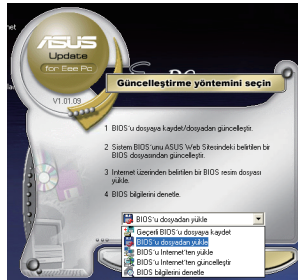 net
ASUS
Update
for Eee Pc
V1.01.09
Güncelleştirme yöntemini seçin
1 BIOS'u dosyaya kaydet/dosyadan güncelleştir.
2 Sistem BIOS'unu ASUS Web Sitesinde belirtilen bir
BIOS dosyasından güncelleştir.
3 Internet üzerinden belirtilen bir BIOS resim dosyası
yükle.
4 BIOS bilgilerini denetle.
BIOS'u dosyadan yükle
Geçerli BIOS'u dosyaya kaydet
BIOS'u dosyadan yükle
BIOS'u Internet'ten yükle
BIOS'u Internet'ten güncelleştir
BIOS bilgilerini denetle